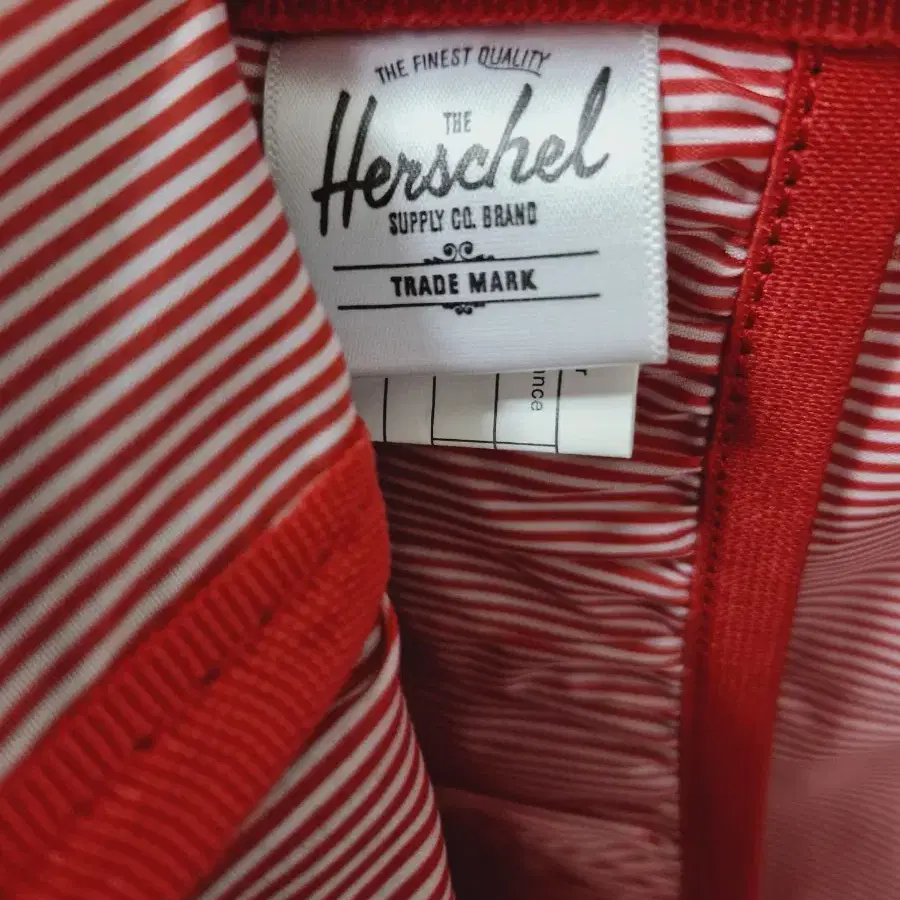 THE FINEST QUALITY
THE
Herschel
SUPPLY CO. BRAND
TRADE MARK